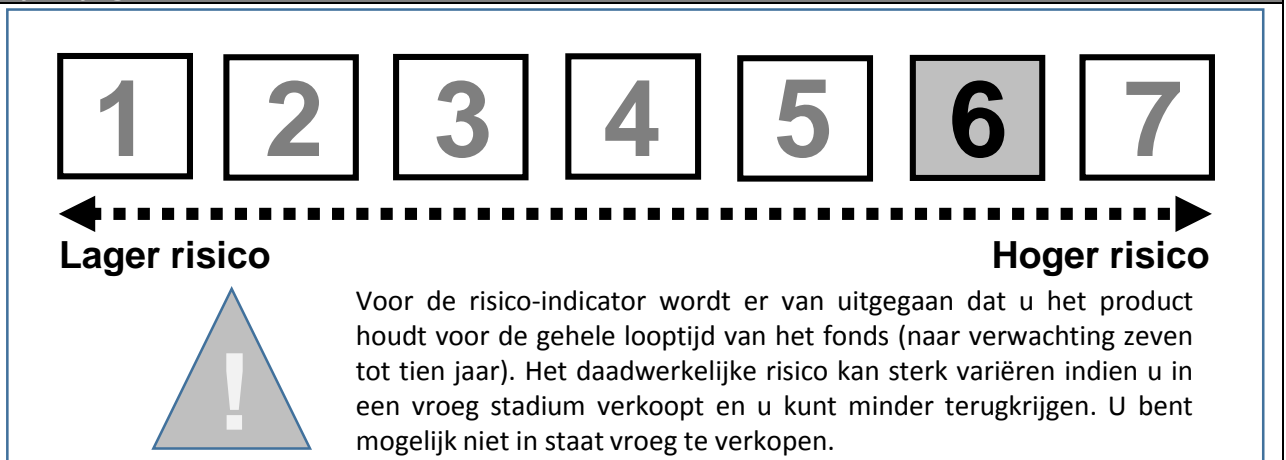 1 2 3 4 5 6 7
Lager risico Hoger risico
!
Voor de risico-indicator wordt er van uitgegaan dat u het product
houdt voor de gehele looptijd van het fonds (naar verwachting zeven
tot tien jaar). Het daadwerkelijke risico kan sterk variëren indien u in
een vroeg stadium verkoopt en u kunt minder terugkrijgen. U bent
mogelijk niet in staat vroeg te verkopen.